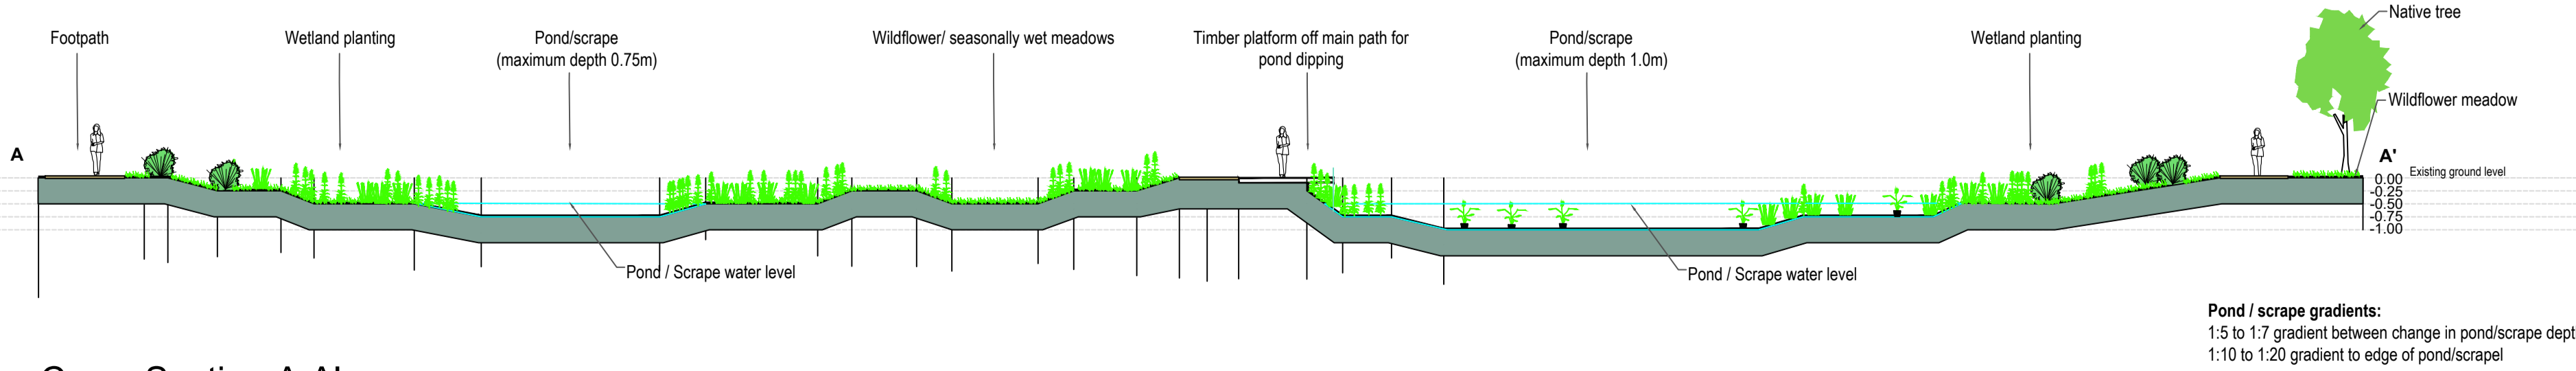 Native tree
Footpath
Wetland planting
Pond/scrape
(maximum depth 0.75m)
Wildflower/ seasonally wet meadows
Timber platform off main path for
pond dipping
Pond/scrape
(maximum depth 1.0m)
Wetland planting
Wildflower meadow
A
A'
Existing ground level
0.00
-0.25
-0.50
-0.75
-1.00
Pond / Scrape water level
Pond / Scrape water level
Pond / scrape gradients:
1:5 to 1:7 gradient between change in pond/scrape dept
1:10 to 1:20 gradient to edge of pond/scrapel